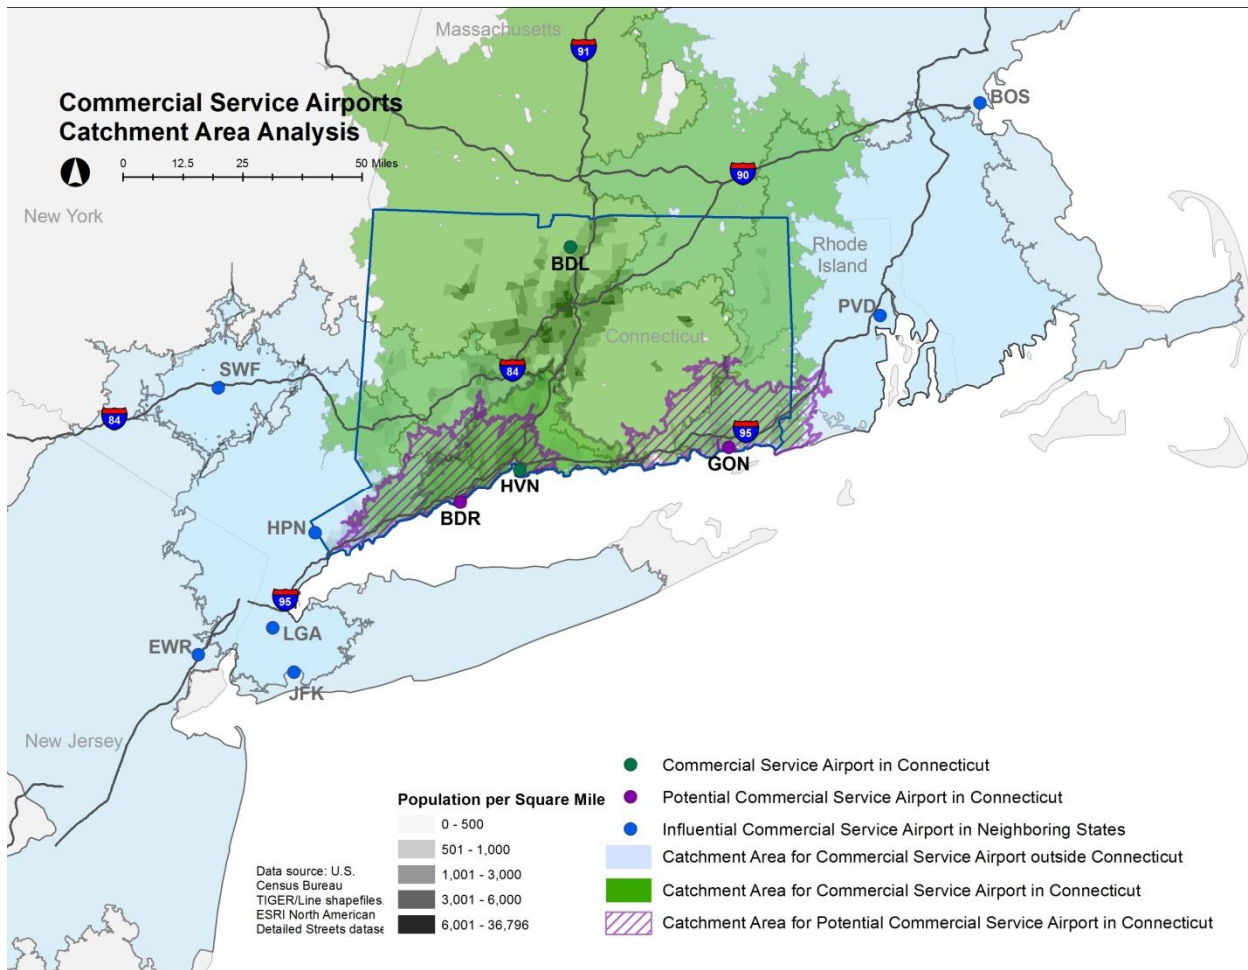 Massachusetts
91
Commercial Service Airports
Catchment Area Analysis
BOS
0 12.5 25 50 Miles
90
New York
Rhode
Island
BDL
PVD
Connecticut
SWF
84
84
95
GON
HVN
BDR
HPN
95
LGA
EWR
JFK
New Jersey
Commercial Service Airport in Connecticut
Population per Square Mile
Potential Commercial Service Airport in Connecticut
0 - 500
Influential Commercial Service Airport in Neighboring States
501 - 1,000
Catchment Area for Commercial Service Airport outside Connecticut
1,001 - 3,000
Data source: U.S.
Census Bureau
TIGER/Line shapefiles
ESRI North American
Detailed Streets datase
3,001 - 6,000
Catchment Area for Commercial Service Airport in Connecticut
6,001 - 36,796
Catchment Area for Potential Commercial Service Airport in Connecticut